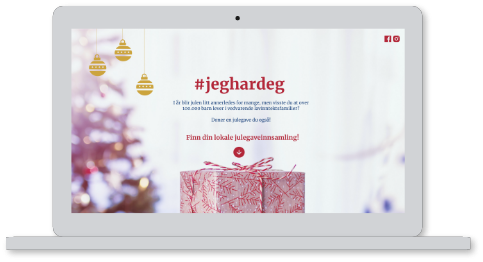 #jeghardeg
I år blir julen litt annerledes for mange, men visste du at over
100.000 barn lever i vedvarende lavinntektsfamilier?
Denne en julegave du også!
Finn din lokale julegaveinnsamling!